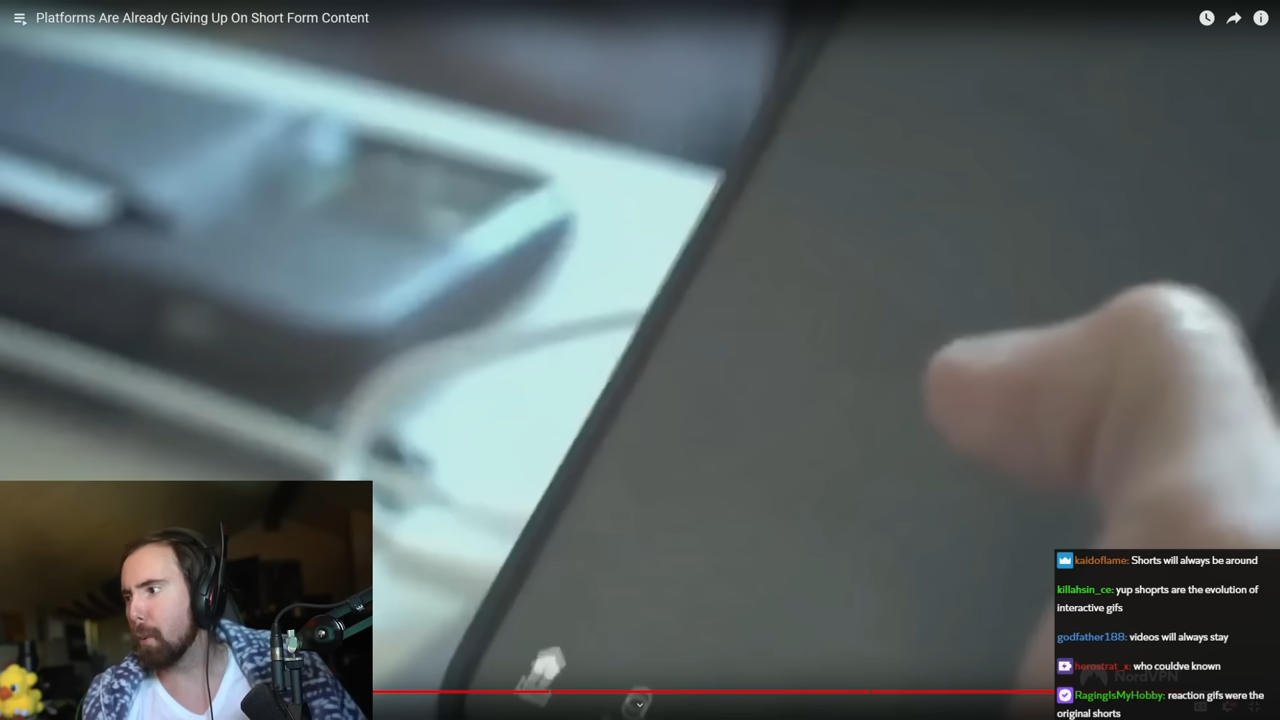 Platforms Are Already Giving Up On Short Form Content
kaidoflame: Shorts will always be around
killahsin_ce: yup shoprts are the evolution of
interactive gifs
godfather188: videos will always stay
herostrat_x: who couldve known
NordVPN
RagingIsMyHobby: reaction gifs were the
original shorts